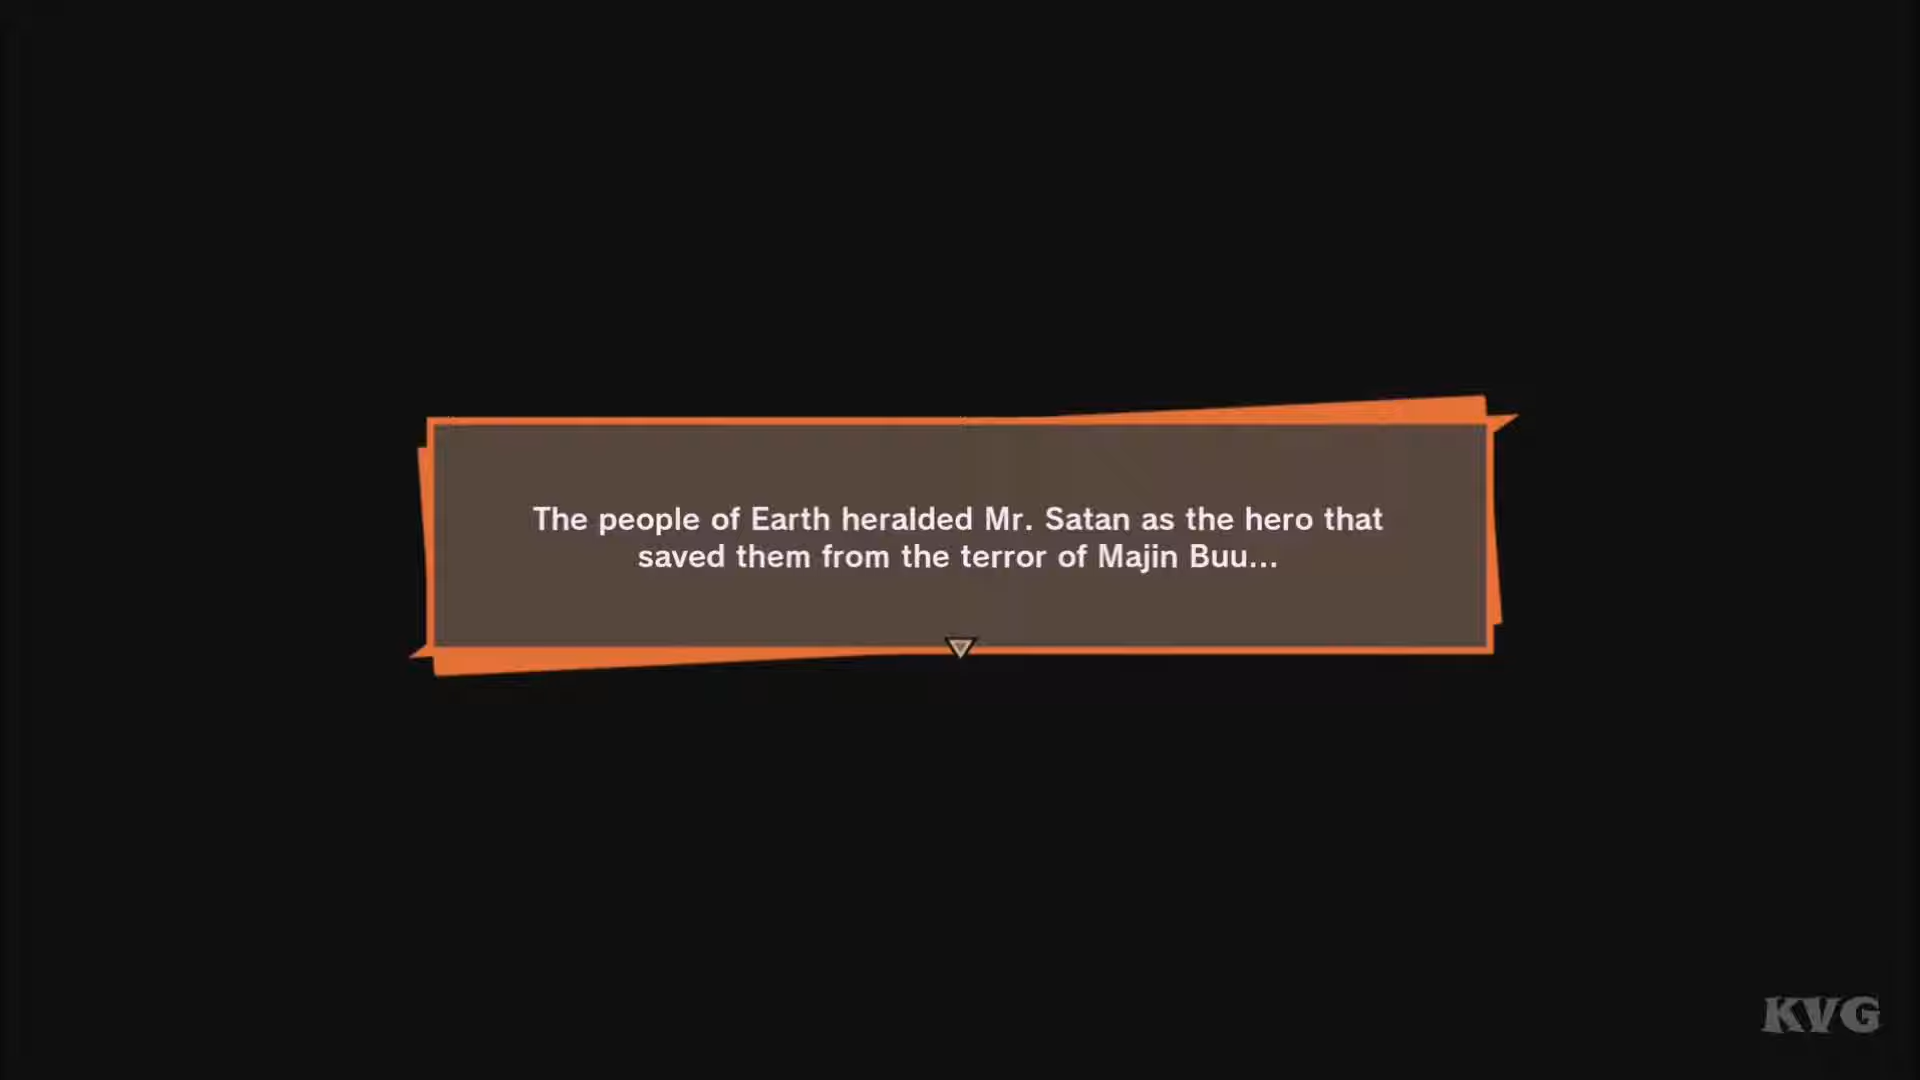 The people of Earth heralded Mr. Satan as the hero that
saved them from the terror of Majin Buu...
KVG